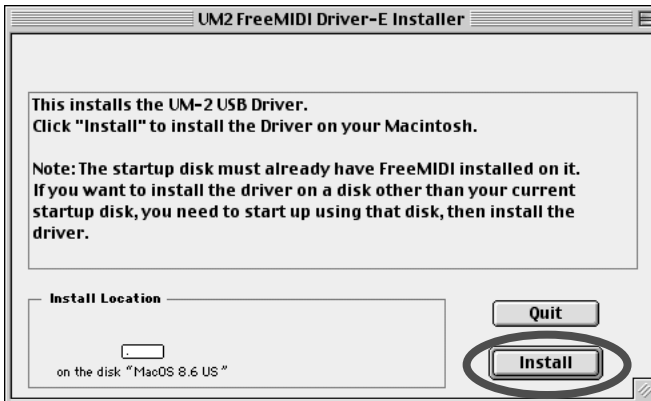 UM2 FreeMIDI Driver-E Installer
This installs the UM-2 USB Driver.
Click "Install" to install the Driver on your Macintosh.
Note: The startup disk must already have FreeMIDI installed on it.
If you want to install the driver on a disk other than your current
startup disk, you need to start up using that disk, then install the
driver.
Install Location
on the disk "MacOS 8.6 US"
Quit
Install